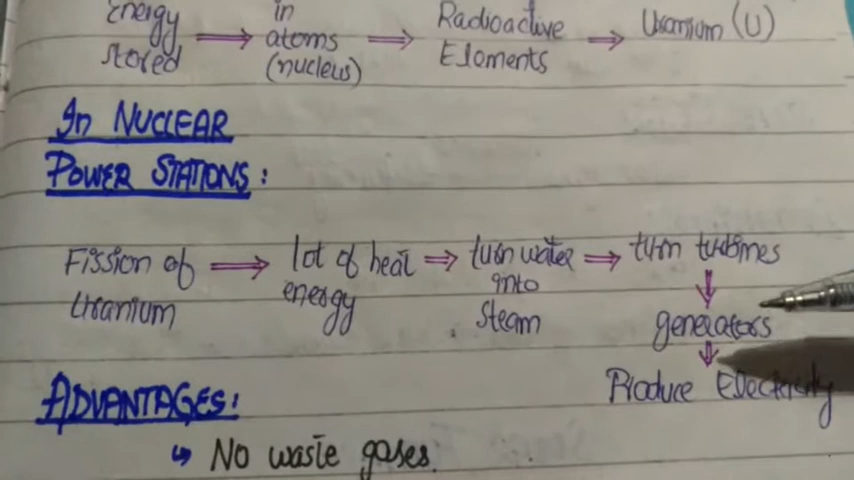 Energy stored ⇒ in atoms (nucleus) ⇒ Radioactive Elements ⇒ Uranium (U)
In NUCLEAR
POWER STATIONS:
Fission of Uranium ⇒ lot of heat energy ⇒ turn water into steam ⇒ turn turbines
⇓
generators
⇓
Produce Electricity
ADVANTAGES:
↳ No waste gases.